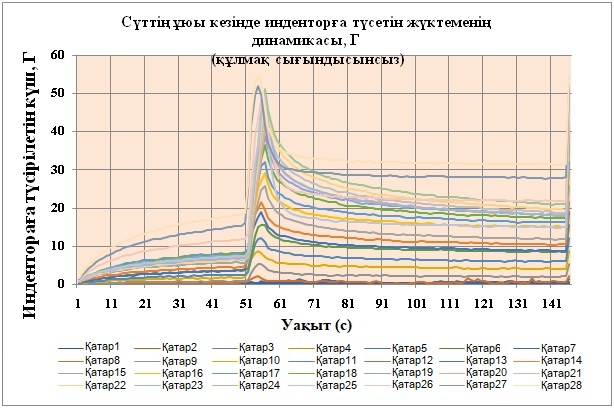 Сүттің ұюы кезінде инденторға түсетін жүктеменің
динамикасы, Г
(құлмақ сығындысынсыз)
Индентораға түсірілетін күш, Г
60
50
40
30
20
10
0
1 11 21 31 41 51 61 71 81 91 101 111 121 131 141
Уақыт (с)
Қатар1 Қатар2 Қатар3 Қатар4 Қатар5 Қатар6 Қатар7
Қатар8 Қатар9 Қатар10 Қатар11 Қатар12 Қатар13 Қатар14
Қатар15 Қатар16 Қатар17 Қатар18 Қатар19 Қатар20 Қатар21
Қатар22 Қатар23 Қатар24 Қатар25 Қатар26 Қатар27 Қатар28